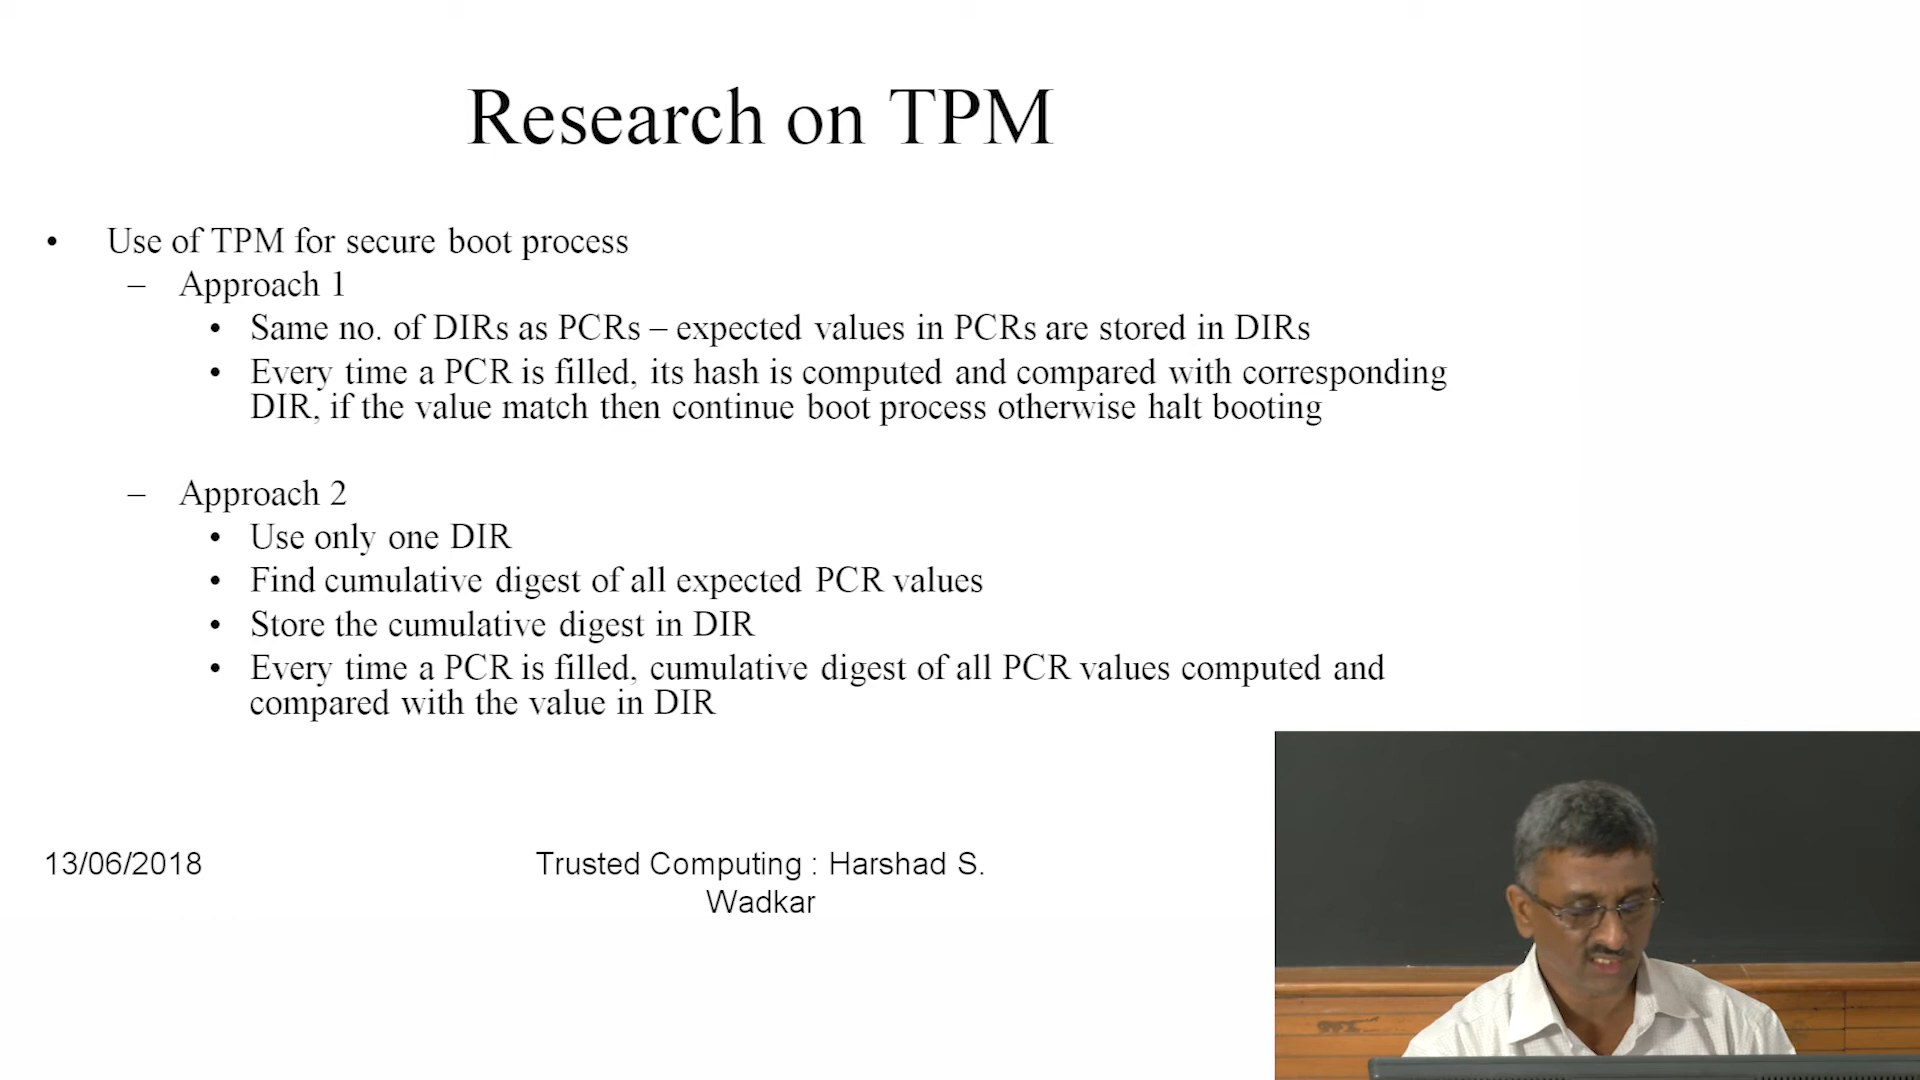 Research on TPM
• Use of TPM for secure boot process
– Approach 1
• Same no. of DIRs as PCRs – expected values in PCRs are stored in DIRs
• Every time a PCR is filled, its hash is computed and compared with corresponding
DIR, if the value match then continue boot process otherwise halt booting
– Approach 2
• Use only one DIR
• Find cumulative digest of all expected PCR values
• Store the cumulative digest in DIR
• Every time a PCR is filled, cumulative digest of all PCR values computed and
compared with the value in DIR
13/06/2018
Trusted Computing : Harshad S.
Wadkar